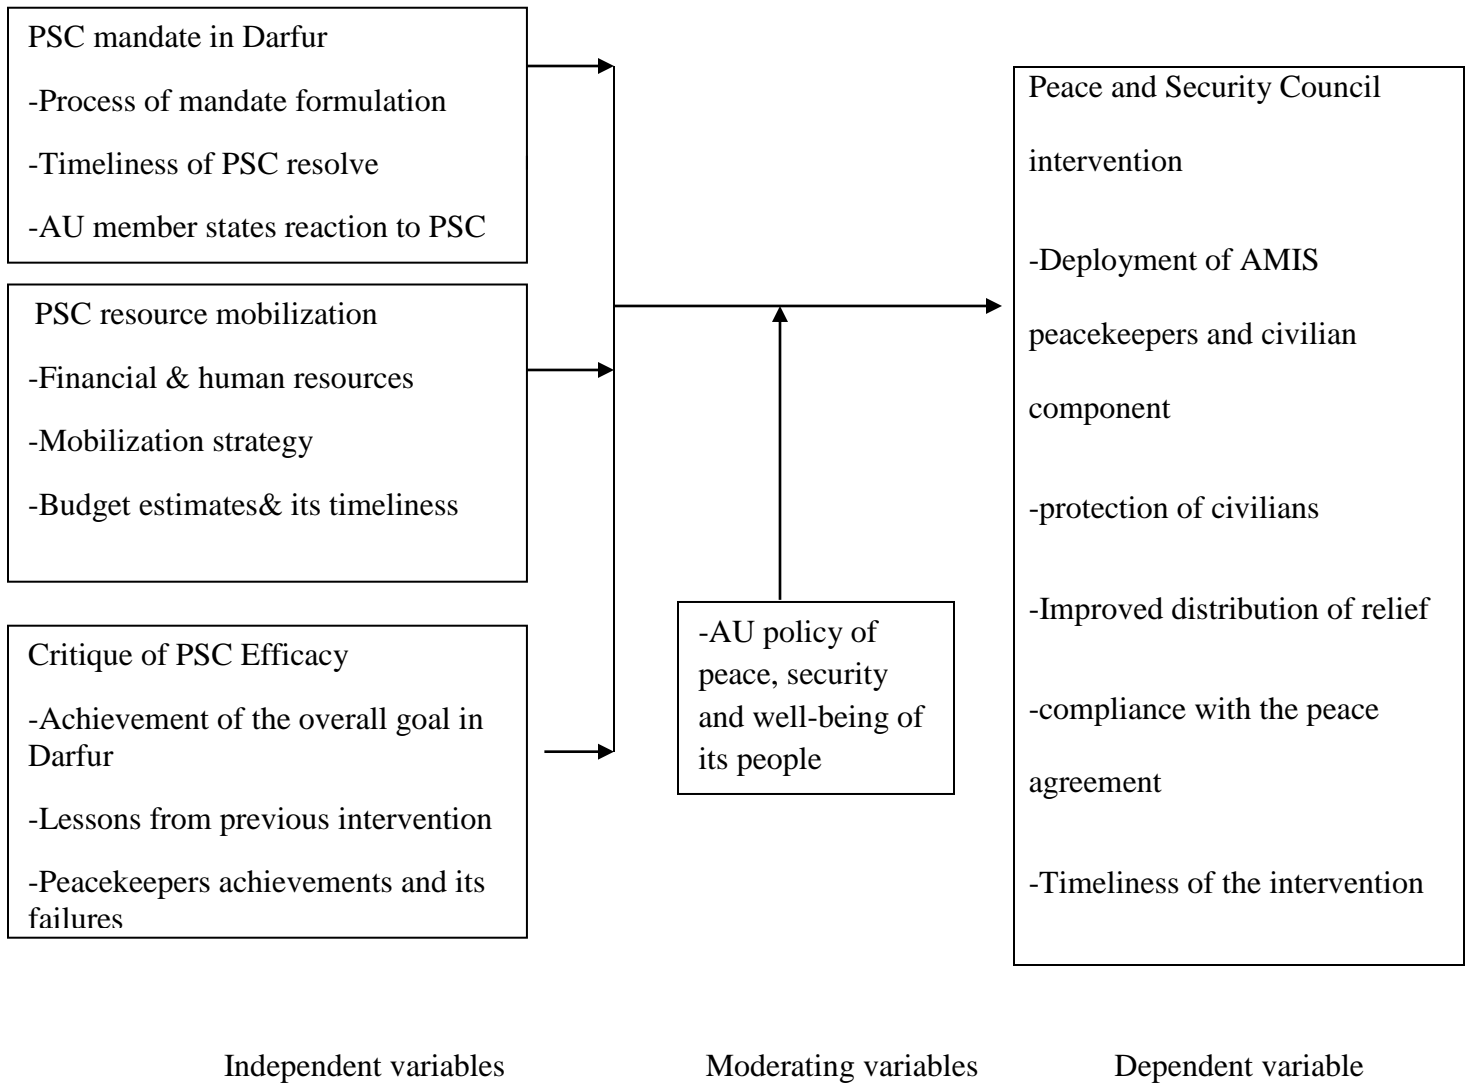 PSC mandate in Darfur
-Process of mandate formulation
-Timeliness of PSC resolve
-AU member states reaction to PSC
PSC resource mobilization
-Financial & human resources
-Mobilization strategy
-Budget estimates& its timeliness
Critique of PSC Efficacy
-Achievement of the overall goal in
Darfur
-Lessons from previous intervention
-Peacekeepers achievements and its
failures
-AU policy of
peace, security
and well-being of
its people
Peace and Security Council
intervention
-Deployment of AMIS
peacekeepers and civilian
component
-protection of civilians
-Improved distribution of relief
-compliance with the peace
agreement
-Timeliness of the intervention
Independent variables
Moderating variables
Dependent variable